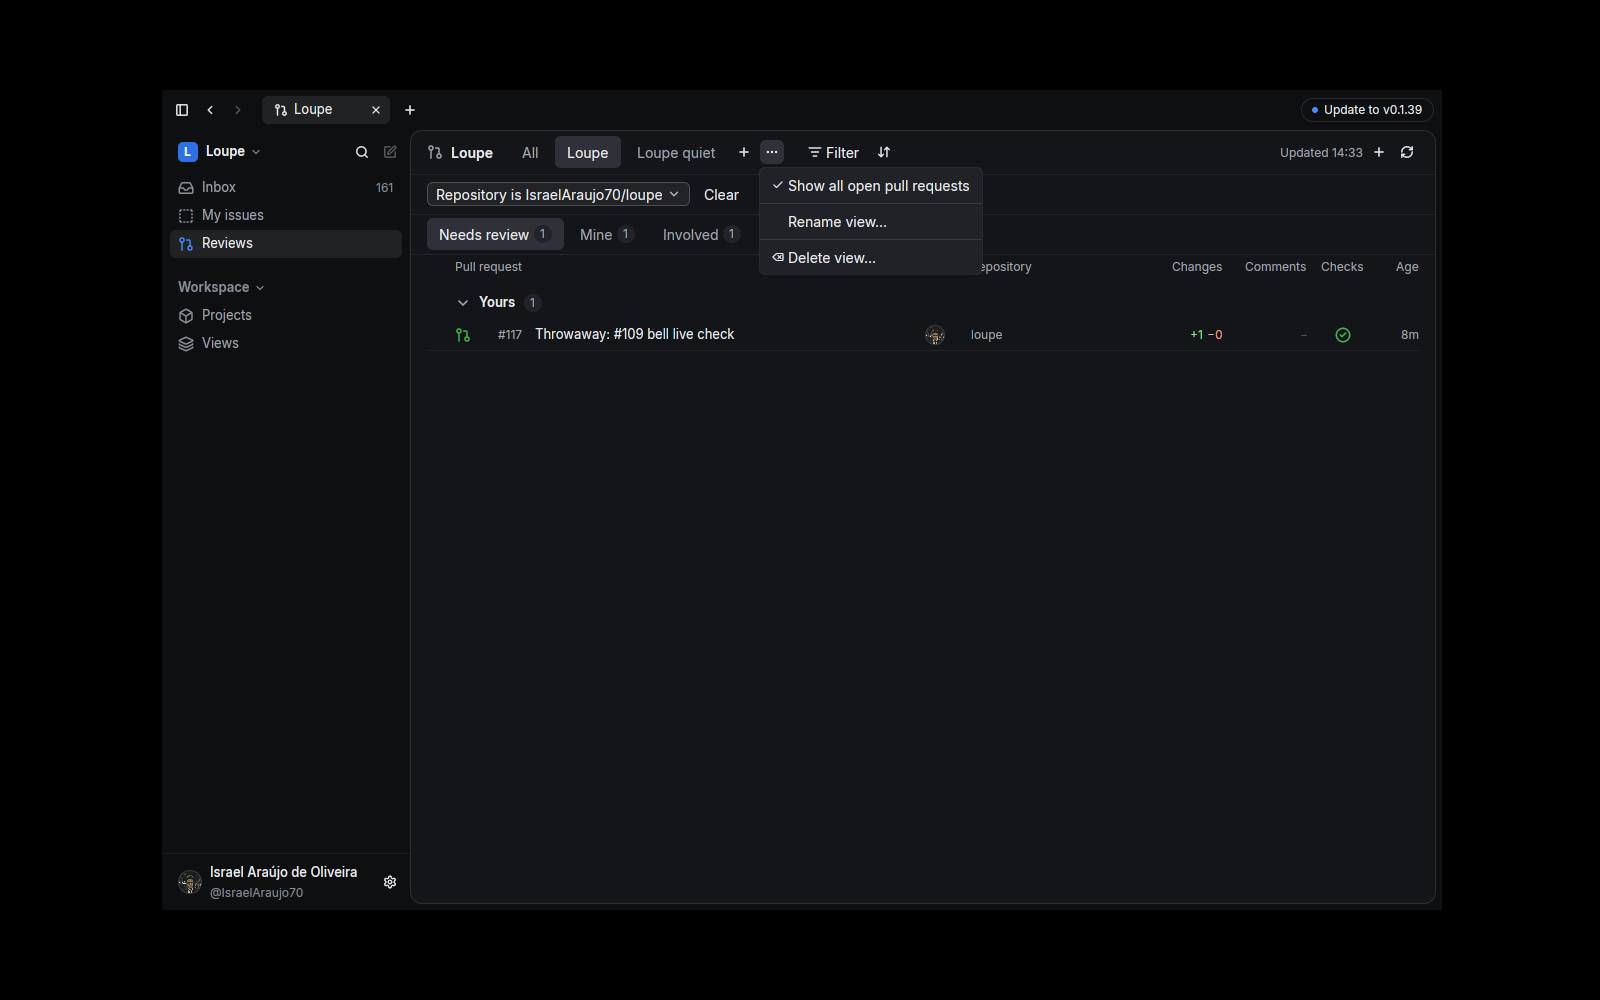 Loupe
Update to v0.1.39
L Loupe
Inbox 161
My issues
Reviews
Workspace
Projects
Views
Israel Araújo de Oliveira
@IsraelAraujo70
Loupe All Loupe Loupe quiet Filter Updated 14:33
Repository is IsraelAraujo70/loupe Clear
Show all open pull requests
Rename view...
Delete view...
Needs review 1 Mine 1 Involved 1
Pull request epository Changes Comments Checks Age
Yours 1
#117 Throwaway: #109 bell live check loupe +1 −0 – 8m